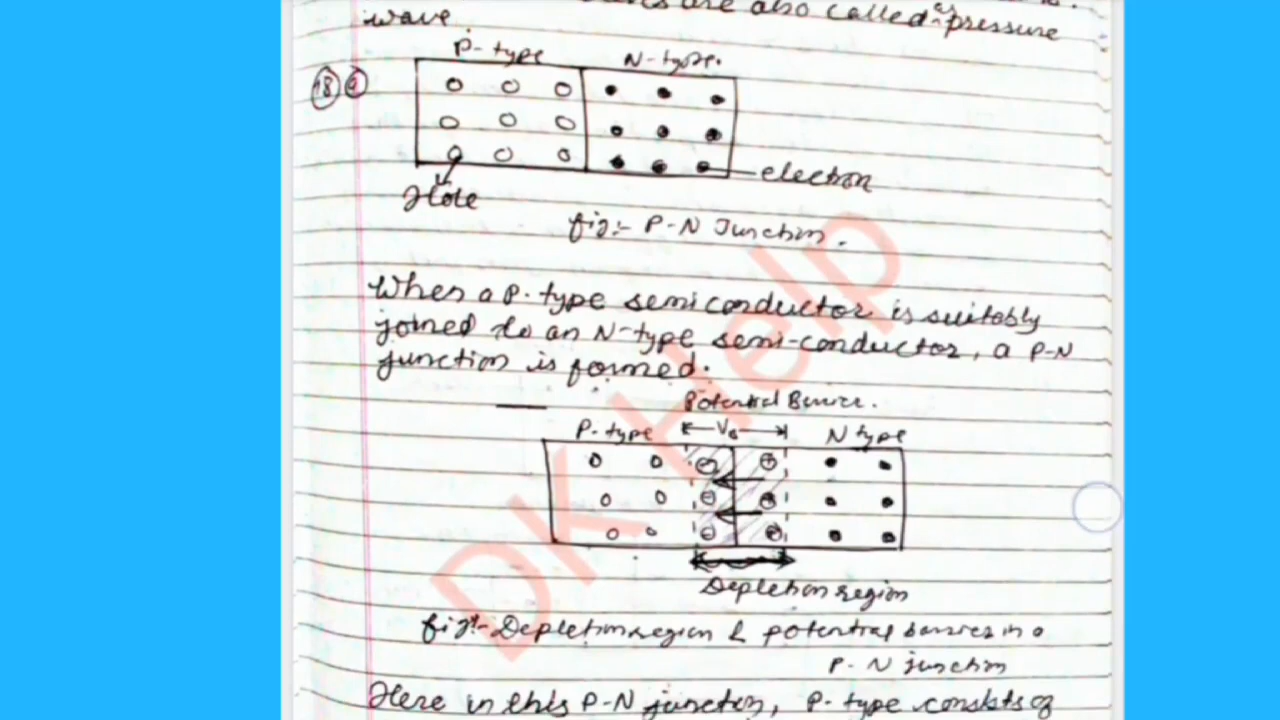 are also called as pressure
wave
P-type N-type.
18 a
electron
Hole
fig:- P-N Junction.
When a P-type semiconductor is suitably
joined to an N-type semi-conductor, a P-N
junction is formed.
Potential Barrier.
P-type V₀ N type
Depletion region
fig:- Depletion region & potential barrier in a
P-N junction
Here in this P-N junction, P-type consists of
DK Help